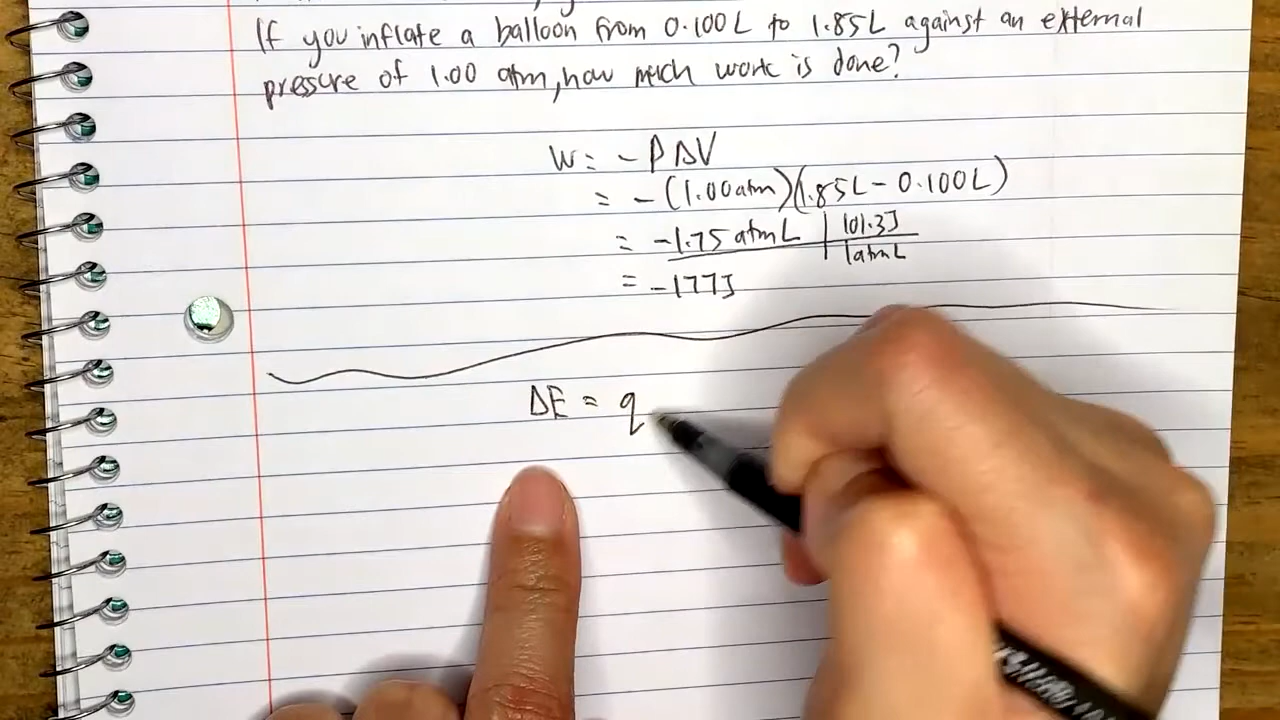 If you inflate a balloon from 0.100L to 1.85L against an external
pressure of 1.00 atm, how much work is done?
W = -PΔV
= -(1.00atm)(1.85L - 0.100L)
= -1.75 atmL | 101.3J
1atmL
= -177J
ΔE = q